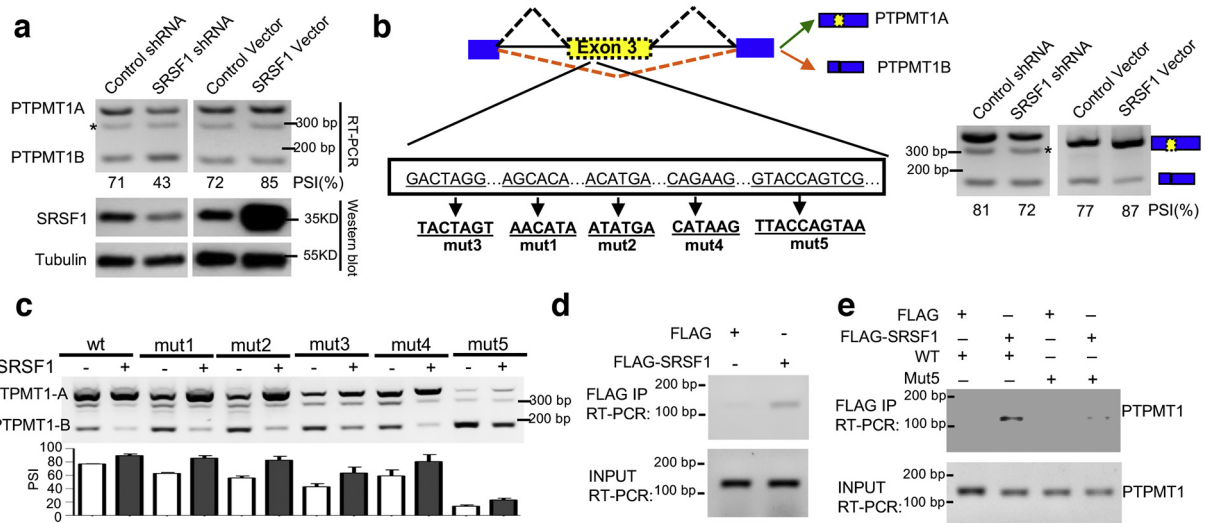 a
Control shRNA
SRSF1 shRNA
Control Vector
SRSF1 Vector
PTPMT1A
*
300 bp
200 bp
PTPMT1B
RT-PCR
71 43 72 85 PSI(%)
SRSF1
35KD
Tubulin
55KD
Western blot
b
Exon 3
PTPMT1A
PTPMT1B
GACTAGG...AGCACA...ACATGA...CAGAAG...GTACCAGTCG...
TACTAGT AACATA ATATGA CATAAG TTACCAGTAA
mut3 mut1 mut2 mut4 mut5
Control shRNA
SRSF1 shRNA
Control Vector
SRSF1 Vector
300 bp
*
200 bp
81 72 77 87 PSI(%)
c
wt mut1 mut2 mut3 mut4 mut5
SRSF1 - + - + - + - + - + - +
PTPMT1-A
300 bp
200 bp
PTPMT1-B
PSI
100
80
60
40
20
0
d
FLAG + -
FLAG-SRSF1 - +
FLAG IP
RT-PCR:
200 bp
100 bp
INPUT
RT-PCR:
200 bp
100 bp
e
FLAG + – + –
FLAG-SRSF1 – + – +
WT + + – –
Mut5 – – + +
FLAG IP
RT-PCR:
200 bp
100 bp
PTPMT1
INPUT
RT-PCR:
200 bp
100 bp
PTPMT1